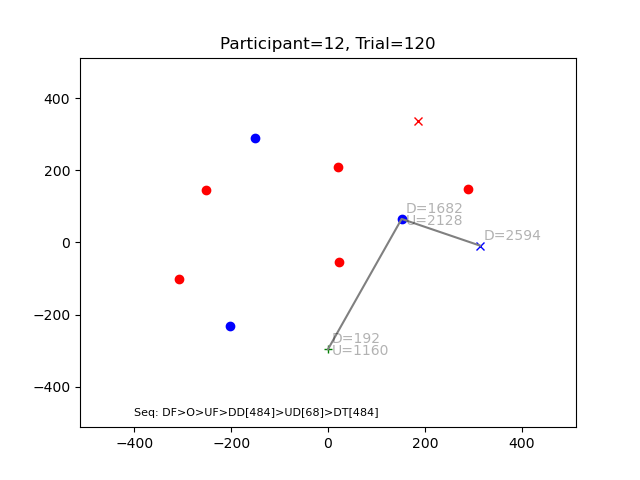 Participant=12, Trial=120
400
200
0
−200
−400
D=1682
U=2128
D=2594
D=192
U=1160
Seq: DF>O>UF>DD[484]>UD[68]>DT[484]
−400
−200
0
200
400